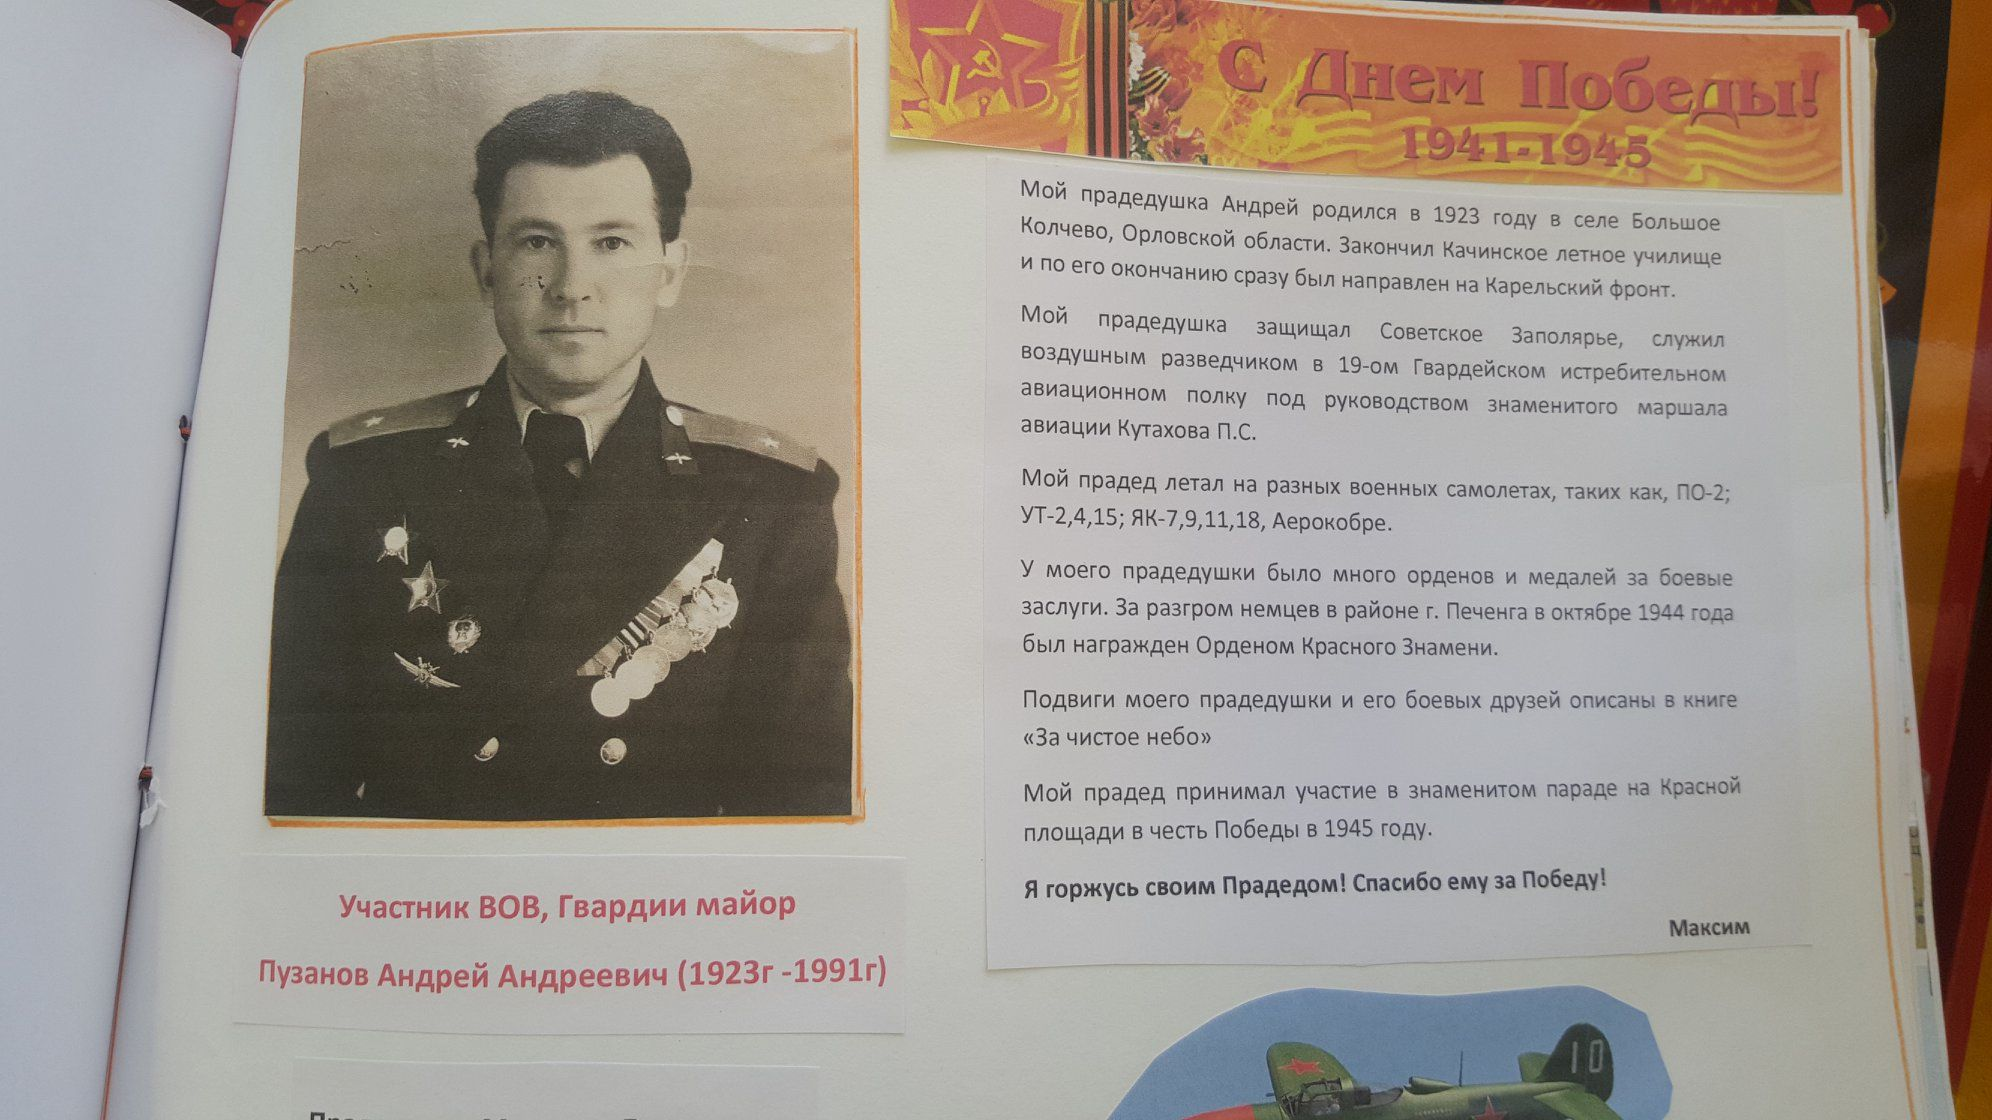 С Днем Победы!
1941-1945
Мой прадедушка Андрей родился в 1923 году в селе Большое
Колчево, Орловской области. Закончил Качинское летное училище
и по его окончанию сразу был направлен на Карельский фронт.
Мой прадедушка защищал Советское Заполярье, служил
воздушным разведчиком в 19-ом Гвардейском истребительном
авиационном полку под руководством знаменитого маршала
авиации Кутахова П.С.
Мой прадед летал на разных военных самолетах, таких как, ПО-2;
УТ-2,4,15; ЯК-7,9,11,18, Аерокобре.
У моего прадедушки было много орденов и медалей за боевые
заслуги. За разгром немцев в районе г. Печенга в октябре 1944 года
был награжден Орденом Красного Знамени.
Подвиги моего прадедушки и его боевых друзей описаны в книге
«За чистое небо»
Мой прадед принимал участие в знаменитом параде на Красной
площади в честь Победы в 1945 году.
Я горжусь своим Прадедом! Спасибо ему за Победу!
Максим
Участник ВОВ, Гвардии майор
Пузанов Андрей Андреевич (1923г -1991г)
10